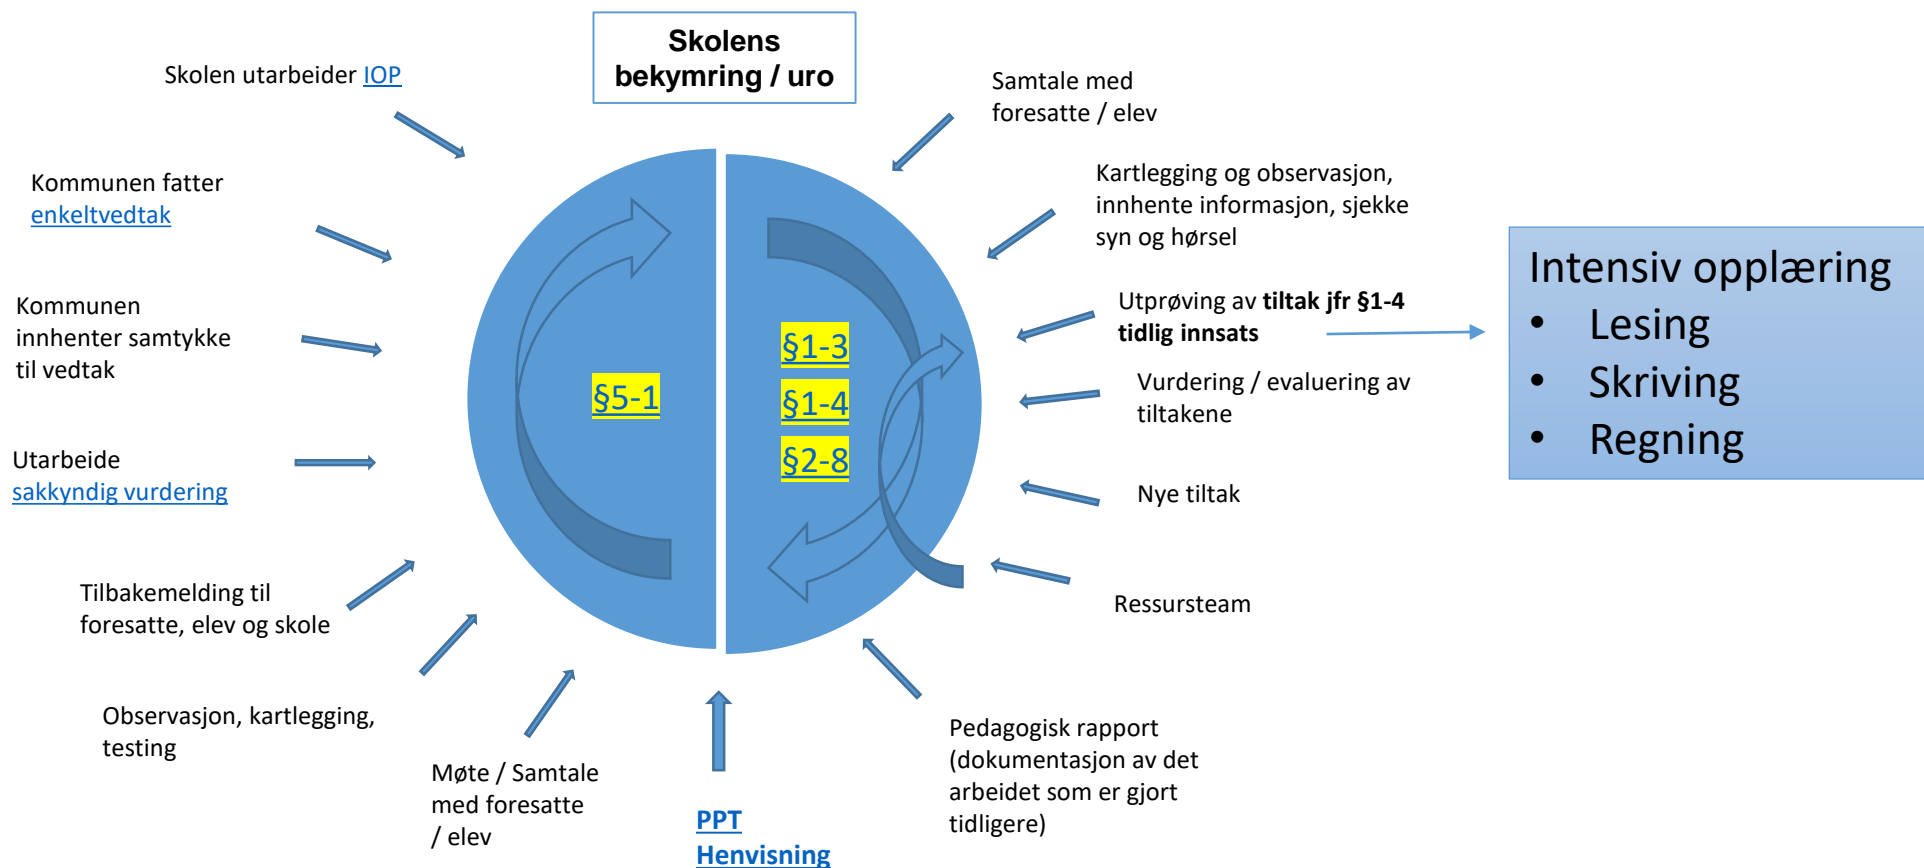 Skolens
bekymring / uro
Samtale med
foresatte / elev
Kartlegging og observasjon,
innhente informasjon, sjekke
syn og hørsel
Utprøving av tiltak jfr §1-4
tidlig innsats
Intensiv opplæring
• Lesing
• Skriving
• Regning
Vurdering / evaluering av
tiltakene
Nye tiltak
Ressursteam
Pedagogisk rapport
(dokumentasjon av det
arbeidet som er gjort
tidligere)
PPT
Henvisning
Møte / Samtale
med foresatte
/ elev
Observasjon, kartlegging,
testing
Tilbakemelding til
foresatte, elev og skole
Utarbeide
sakkyndig vurdering
Kommunen
innhenter samtykke
til vedtak
Kommunen fatter
enkeltvedtak
Skolen utarbeider IOP
§5-1
§1-3
§1-4
§2-8